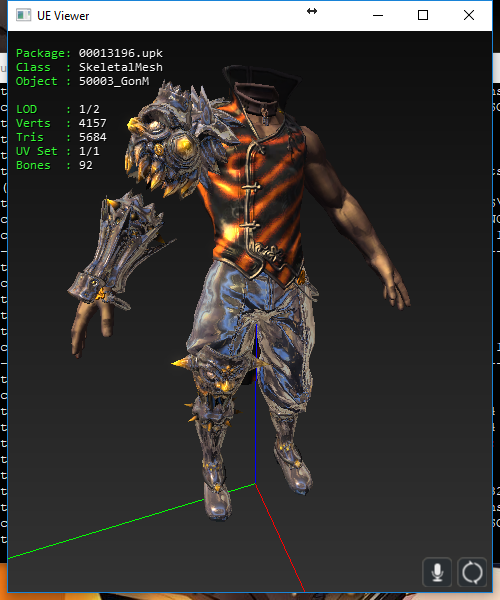 UE Viewer
Package: 00013196.upk
Class : SkeletalMesh
Object : 50003_GonM
LOD : 1/2
Verts : 4157
Tris : 5684
UV Set : 1/1
Bones : 92